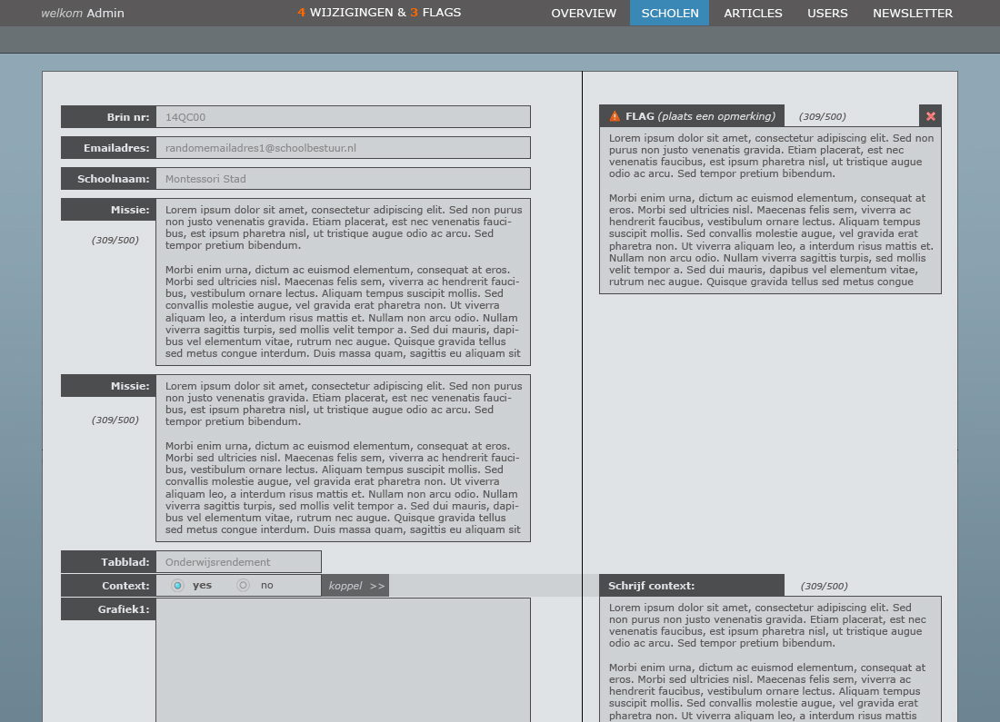 welkom Admin
4 WIJZIGINGEN & 3 FLAGS
OVERVIEW SCHOLEN ARTICLES USERS NEWSLETTER
Brin nr: 14QC00
Emailadres: randomemailadres1@schoolbestuur.nl
Schoolnaam: Montessori Stad
Missie:
(309/500)
Lorem ipsum dolor sit amet, consectetur adipiscing elit. Sed non purus
non justo venenatis gravida. Etiam placerat, est nec venenatis fauci-
bus, est ipsum pharetra nisl, ut tristique augue odio ac arcu. Sed
tempor pretium bibendum.
Morbi enim urna, dictum ac euismod elementum, consequat at eros.
Morbi sed ultricies nisl. Maecenas felis sem, viverra ac hendrerit fauci-
bus, vestibulum ornare lectus. Aliquam tempus suscipit mollis. Sed
convallis molestie augue, vel gravida erat pharetra non. Ut viverra
aliquam leo, a interdum risus mattis et. Nullam non arcu odio. Nullam
viverra sagittis turpis, sed mollis velit tempor a. Sed dui mauris, dapi-
bus vel elementum vitae, rutrum nec augue. Quisque gravida tellus
sed metus congue interdum. Duis massa quam, sagittis eu aliquam sit
Missie:
(309/500)
Lorem ipsum dolor sit amet, consectetur adipiscing elit. Sed non purus
non justo venenatis gravida. Etiam placerat, est nec venenatis fauci-
bus, est ipsum pharetra nisl, ut tristique augue odio ac arcu. Sed
tempor pretium bibendum.
Morbi enim urna, dictum ac euismod elementum, consequat at eros.
Morbi sed ultricies nisl. Maecenas felis sem, viverra ac hendrerit fauci-
bus, vestibulum ornare lectus. Aliquam tempus suscipit mollis. Sed
convallis molestie augue, vel gravida erat pharetra non. Ut viverra
aliquam leo, a interdum risus mattis et. Nullam non arcu odio. Nullam
viverra sagittis turpis, sed mollis velit tempor a. Sed dui mauris, dapi-
bus vel elementum vitae, rutrum nec augue. Quisque gravida tellus
sed metus congue interdum. Duis massa quam, sagittis eu aliquam sit
Tabblad: Onderwijsrendement
Context: yes no koppel >>
Grafiek1:
FLAG (plaats een opmerking) (309/500)
Lorem ipsum dolor sit amet, consectetur adipiscing elit. Sed non
purus non justo venenatis gravida. Etiam placerat, est nec
venenatis faucibus, est ipsum pharetra nisl, ut tristique augue
odio ac arcu. Sed tempor pretium bibendum.
Morbi enim urna, dictum ac euismod elementum, consequat at
eros. Morbi sed ultricies nisl. Maecenas felis sem, viverra ac
hendrerit faucibus, vestibulum ornare lectus. Aliquam tempus
suscipit mollis. Sed convallis molestie augue, vel gravida erat
pharetra non. Ut viverra aliquam leo, a interdum risus mattis et.
Nullam non arcu odio. Nullam viverra sagittis turpis, sed mollis
velit tempor a. Sed dui mauris, dapibus vel elementum vitae,
rutrum nec augue. Quisque gravida tellus sed metus congue
Schrijf context: (309/500)
Lorem ipsum dolor sit amet, consectetur adipiscing elit. Sed
non purus non justo venenatis gravida. Etiam placerat, est nec
venenatis faucibus, est ipsum pharetra nisl, ut tristique augue
odio ac arcu. Sed tempor pretium bibendum.
Morbi enim urna, dictum ac euismod elementum, consequat at
eros. Morbi sed ultricies nisl. Maecenas felis sem, viverra ac
hendrerit faucibus, vestibulum ornare lectus. Aliquam tempus
suscipit mollis. Sed convallis molestie augue, vel gravida erat
pharetra non. Ut viverra aliquam leo, a interdum risus mattis